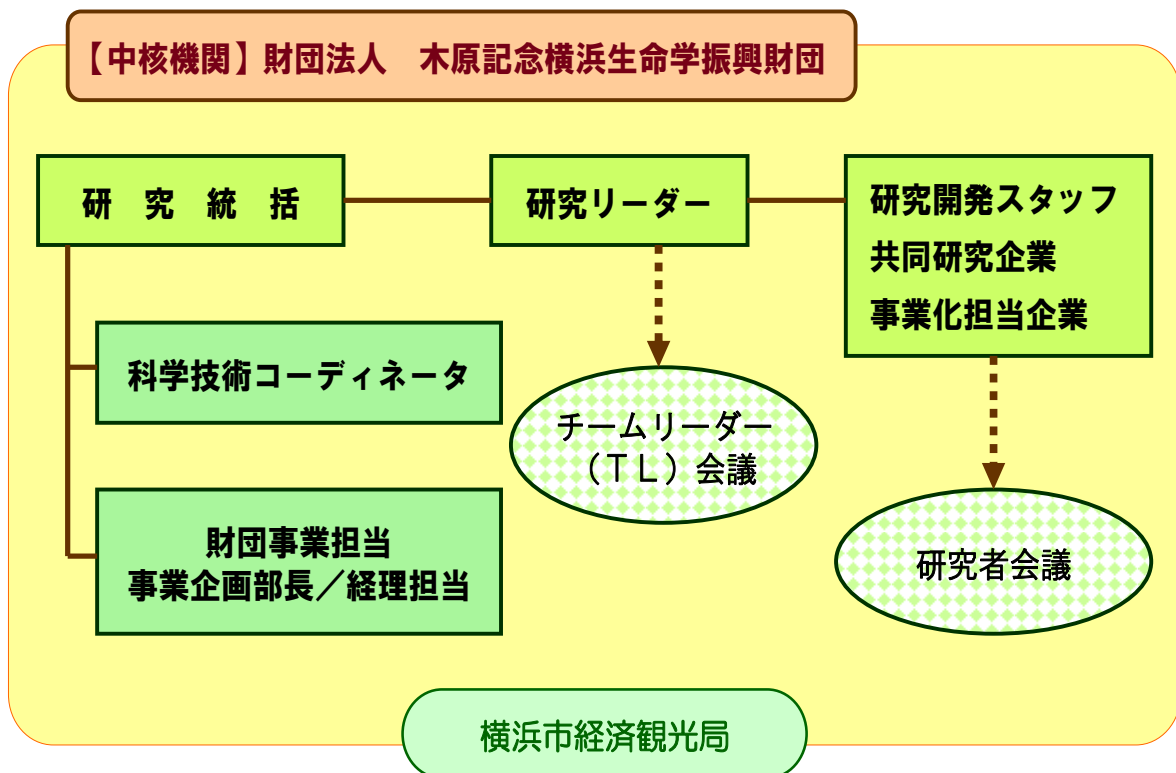 【中核機関】財団法人　木原記念横浜生命学振興財団
研　究　統　括
研究リーダー
研究開発スタッフ
共同研究企業
事業化担当企業
科学技術コーディネータ
チームリーダー
（ＴＬ）会議
財団事業担当
事業企画部長／経理担当
研究者会議
横浜市経済観光局